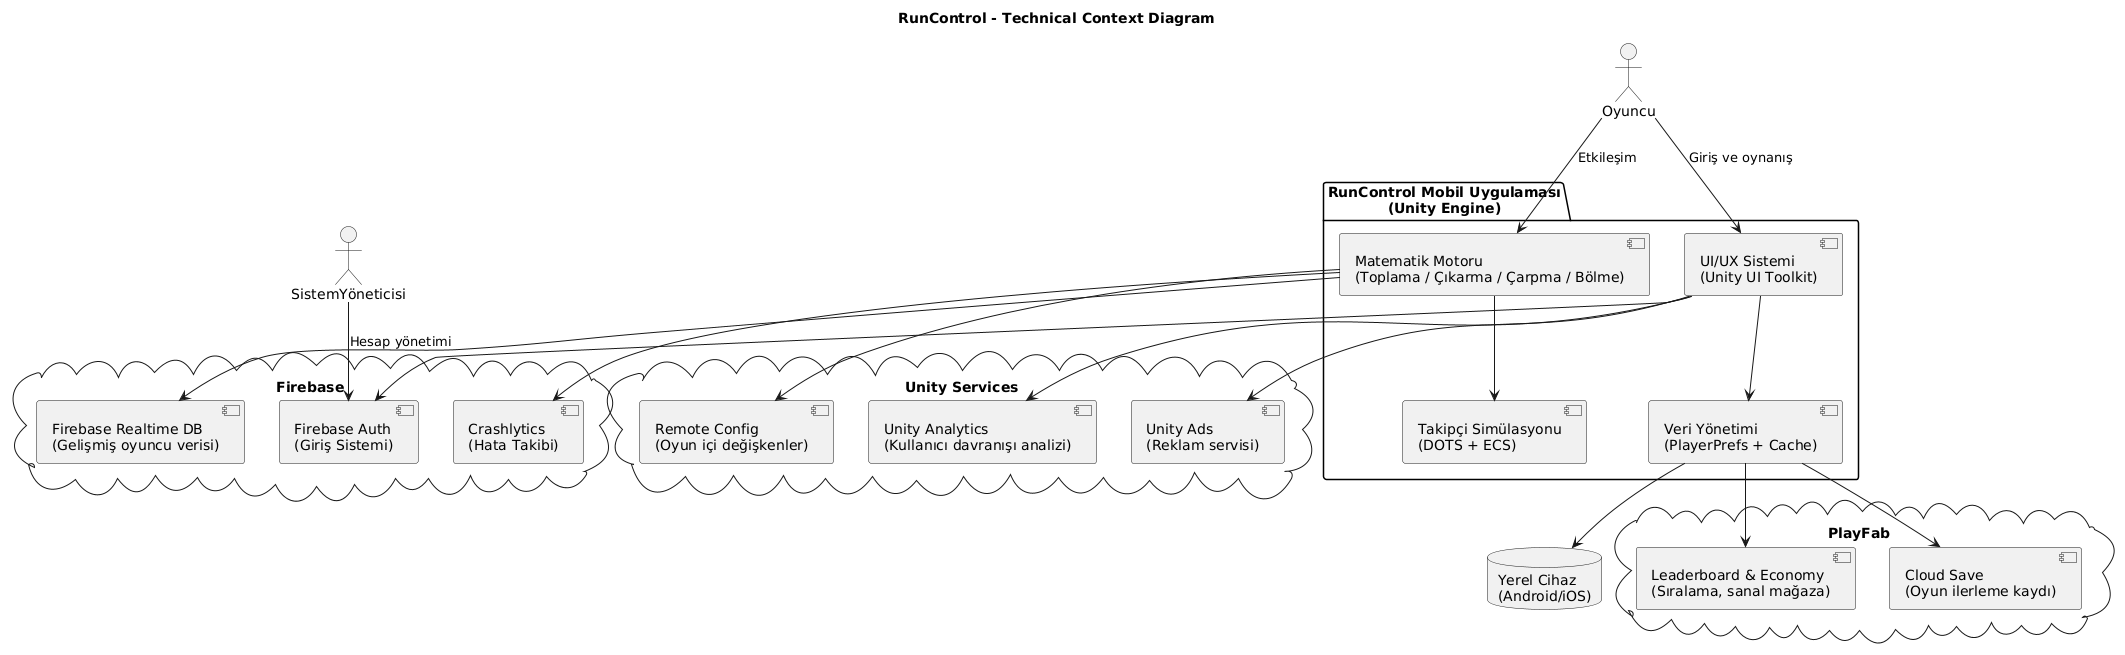 RunControl - Technical Context Diagram
Oyuncu
Etkileşim
Giriş ve oynanış
RunControl Mobil Uygulaması
(Unity Engine)
Matematik Motoru
(Toplama / Çıkarma / Çarpma / Bölme)
UI/UX Sistemi
(Unity UI Toolkit)
SistemYöneticisi
Hesap yönetimi
Firebase
Firebase Realtime DB
(Gelişmiş oyuncu verisi)
Firebase Auth
(Giriş Sistemi)
Crashlytics
(Hata Takibi)
Unity Services
Remote Config
(Oyun içi değişkenler)
Unity Analytics
(Kullanıcı davranışı analizi)
Unity Ads
(Reklam servisi)
Takipçi Simülasyonu
(DOTS + ECS)
Veri Yönetimi
(PlayerPrefs + Cache)
Yerel Cihaz
(Android/iOS)
PlayFab
Leaderboard & Economy
(Sıralama, sanal mağaza)
Cloud Save
(Oyun ilerleme kaydı)